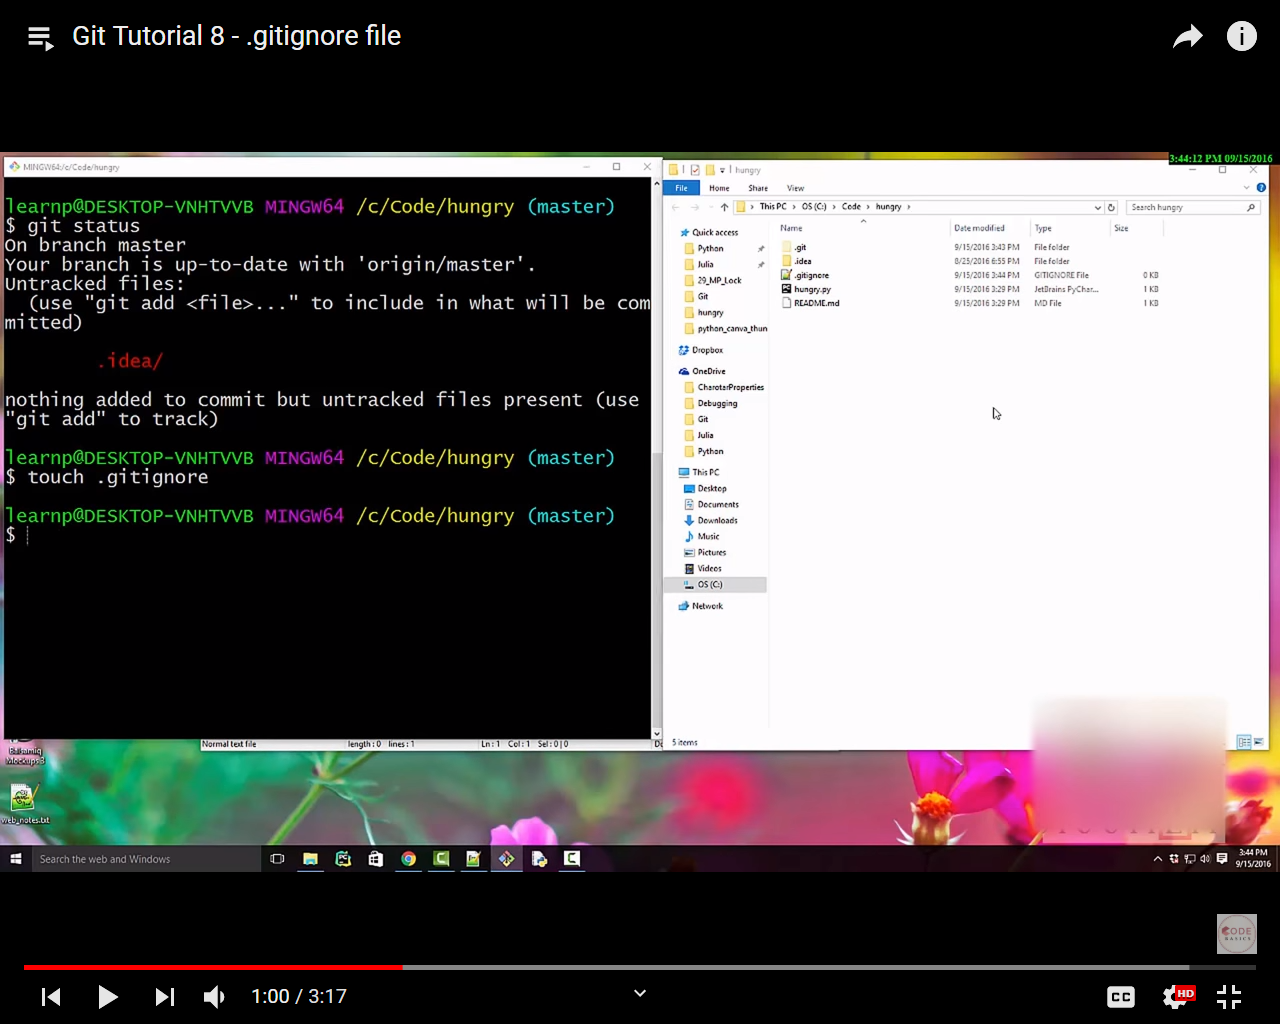 Git Tutorial 8 - .gitignore file
3:44:12 PM 09/15/2016
MINGW64:/c/Code/hungry
learnp@DESKTOP-VNHTVVB MINGW64 /c/Code/hungry (master)
$ git status
On branch master
Your branch is up-to-date with 'origin/master'.
Untracked files:
(use "git add <file>..." to include in what will be com
mitted)
.idea/
nothing added to commit but untracked files present (use
"git add" to track)
learnp@DESKTOP-VNHTVVB MINGW64 /c/Code/hungry (master)
$ touch .gitignore
learnp@DESKTOP-VNHTVVB MINGW64 /c/Code/hungry (master)
$
hungry
File Home Share View
This PC > OS (C:) > Code > hungry >
Search hungry
Name Date modified Type Size
.git 9/15/2016 3:43 PM File folder
.idea 8/25/2016 6:55 PM File folder
.gitignore 9/15/2016 3:44 PM GITIGNORE File 0 KB
hungry.py 9/15/2016 3:29 PM JetBrains PyChar... 1 KB
README.md 9/15/2016 3:29 PM MD File 1 KB
Quick access
Python
Julia
29_MP_Lock
Git
hungry
python_canva_thun
Dropbox
OneDrive
CharotarProperties
Debugging
Git
Julia
Python
This PC
Desktop
Documents
Downloads
Music
Pictures
Videos
OS (C:)
Network
5 items
Normal text file length : 0 lines : 1 Ln : 1 Col : 1 Sel : 0 | 0
Balsamiq
Mockups 3
web_notes.txt
Search the web and Windows
3:44 PM
9/15/2016
CODE
BASICS
1:00 / 3:17
CC
HD